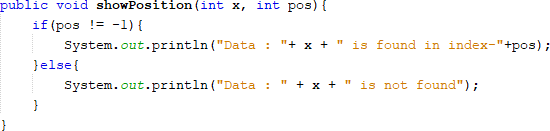 public void showPosition(int x, int pos){
    if(pos != -1){
        System.out.println("Data : "+ x + " is found in index-"+pos);
    }else{
        System.out.println("Data : " + x + " is not found");
    }
}